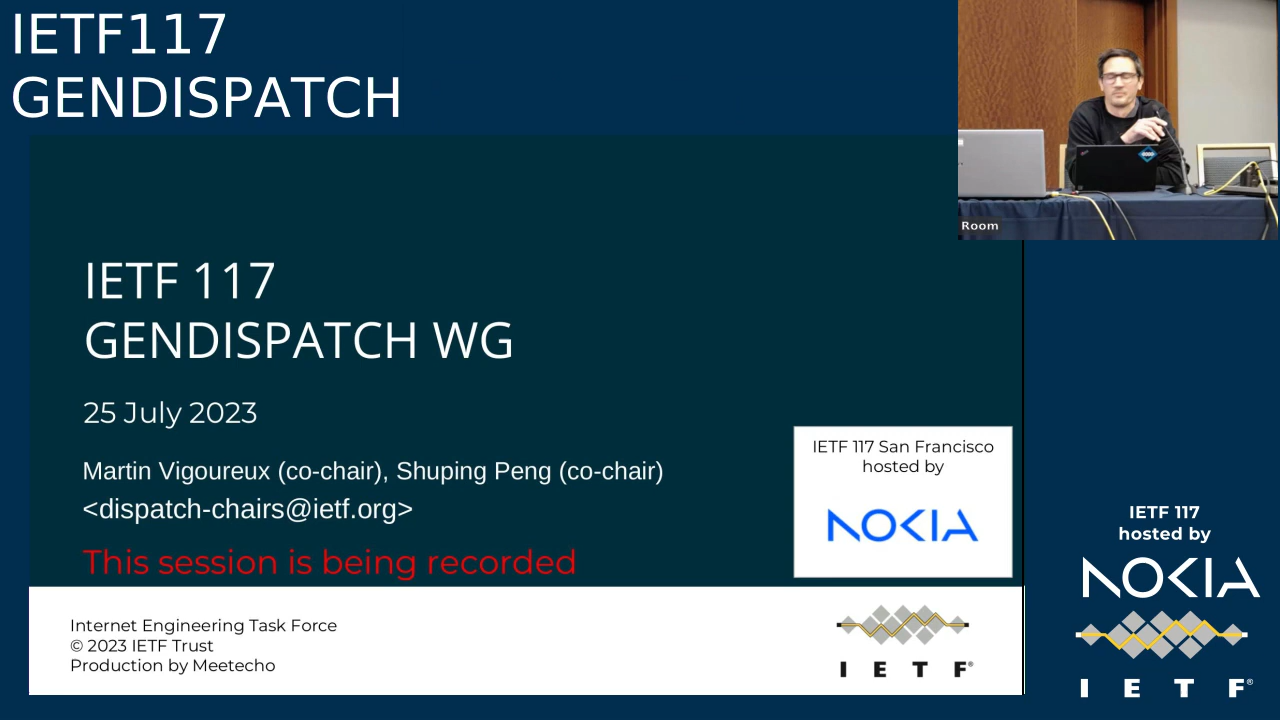 IETF117
GENDISPATCH
Room
IETF 117
GENDISPATCH WG
25 July 2023
Martin Vigoureux (co-chair), Shuping Peng (co-chair)
<dispatch-chairs@ietf.org>
This session is being recorded
IETF 117 San Francisco
hosted by
NOKIA
Internet Engineering Task Force
© 2023 IETF Trust
Production by Meetecho
I E T F®
IETF 117
hosted by
NOKIA
I E T F®